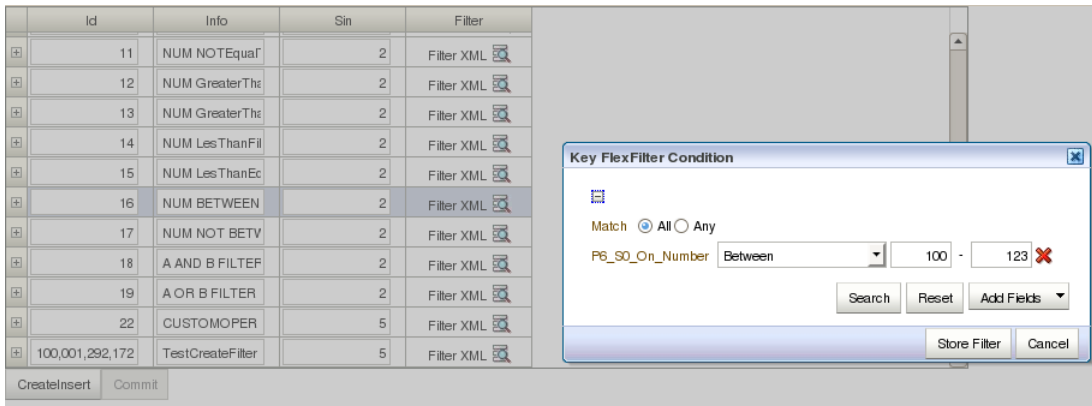 Id Info Sin Filter
11 NUM NOTEqual 2 Filter XML
12 NUM GreaterTha 2 Filter XML
13 NUM GreaterTha 2 Filter XML
14 NUM LesThanFil 2 Filter XML
15 NUM LesThanEc 2 Filter XML
16 NUM BETWEEN 2 Filter XML
17 NUM NOT BETW 2 Filter XML
18 A AND B FILTER 2 Filter XML
19 A OR B FILTER 2 Filter XML
22 CUSTOMOPER 5 Filter XML
100,001,292,172 TestCreateFilter 5 Filter XML
CreateInsert Commit
Key FlexFilter Condition
Match All Any
P6_S0_On_Number Between 100 - 123
Search Reset Add Fields
Store Filter Cancel